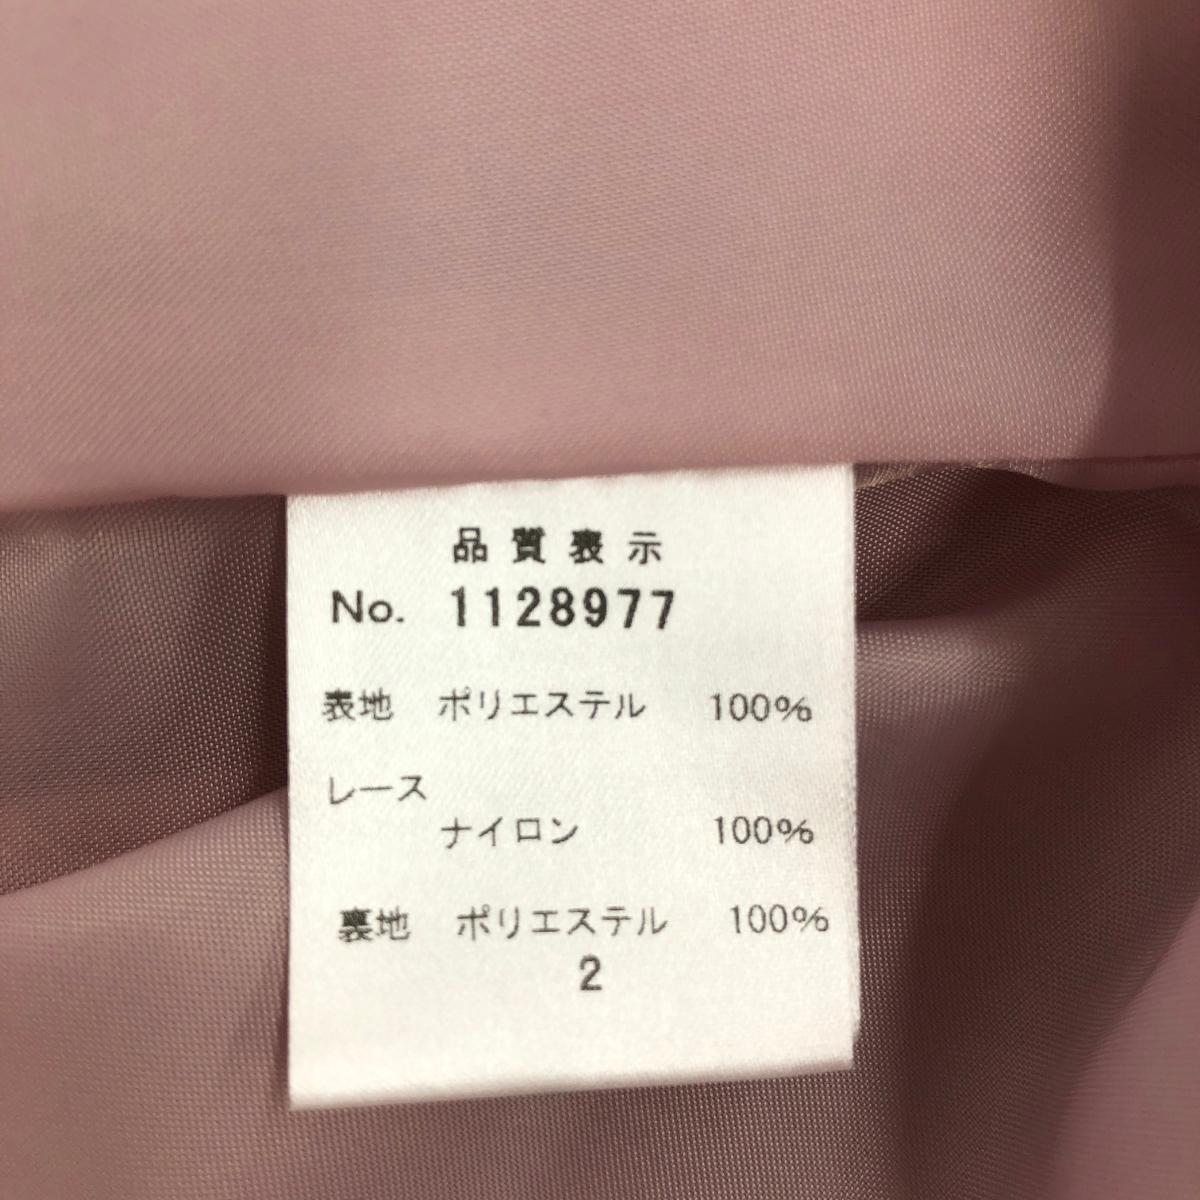 品質表示
No. 1128977
表地 ポリエステル 100%
レース
ナイロン 100%
裏地 ポリエステル 100%
2